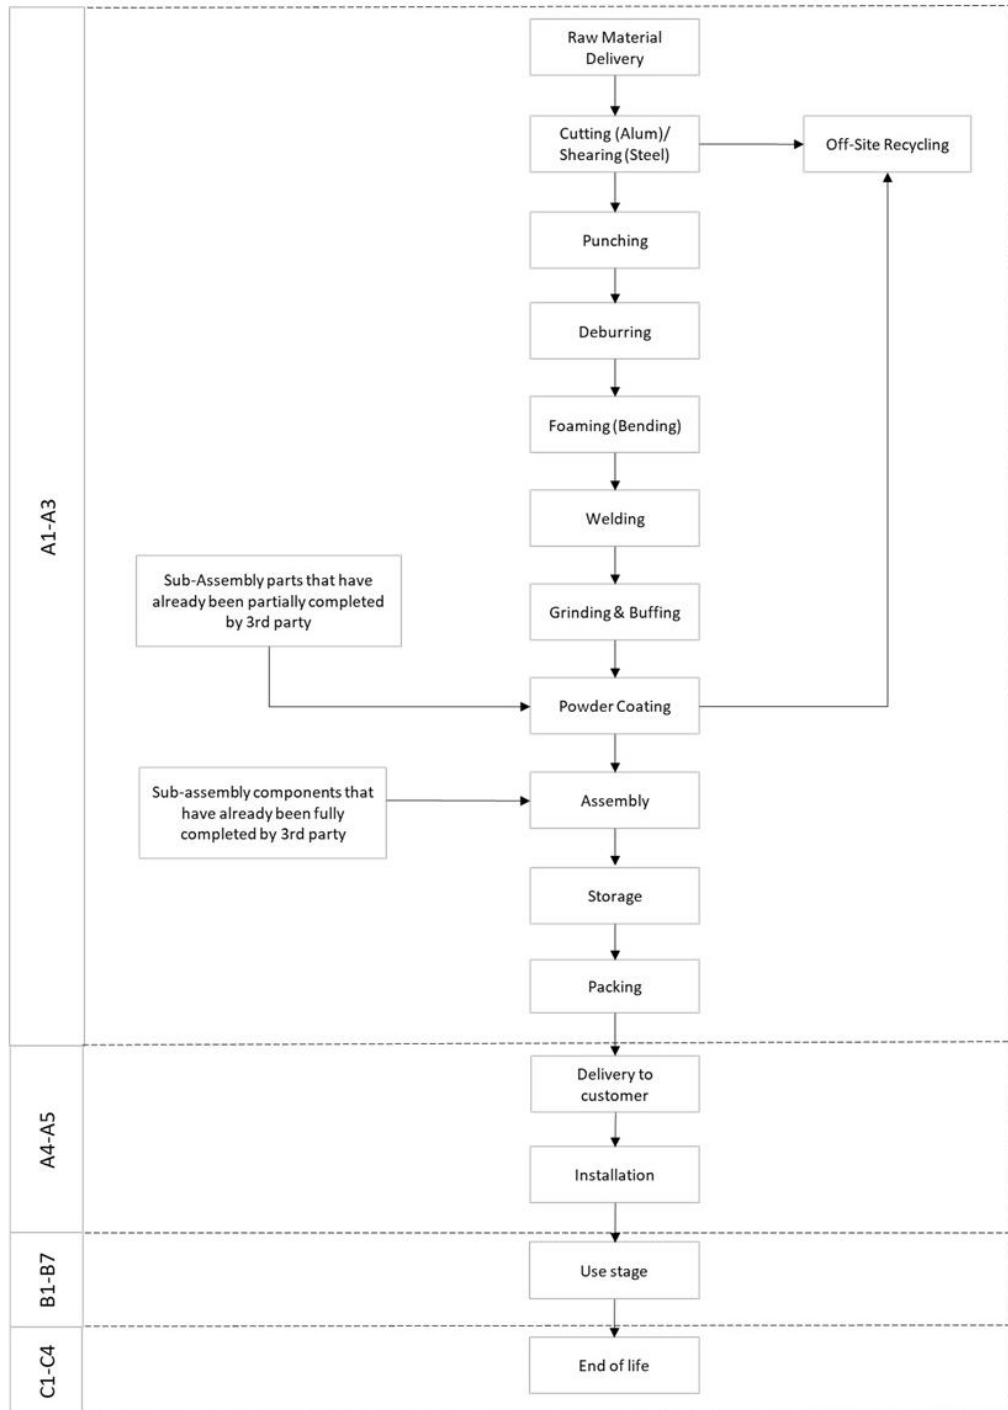 Raw Material
Delivery
Cutting (Alum)/
Shearing (Steel)
Off-Site Recycling
Punching
Deburring
Foaming (Bending)
Welding
A1-A3
Sub-Assembly parts that have
already been partially completed
by 3rd party
Grinding & Buffing
Powder Coating
Sub-assembly components that
have already been fully
completed by 3rd party
Assembly
Storage
Packing
A4-A5
Delivery to
customer
Installation
B1-B7
Use stage
C1-C4
End of life